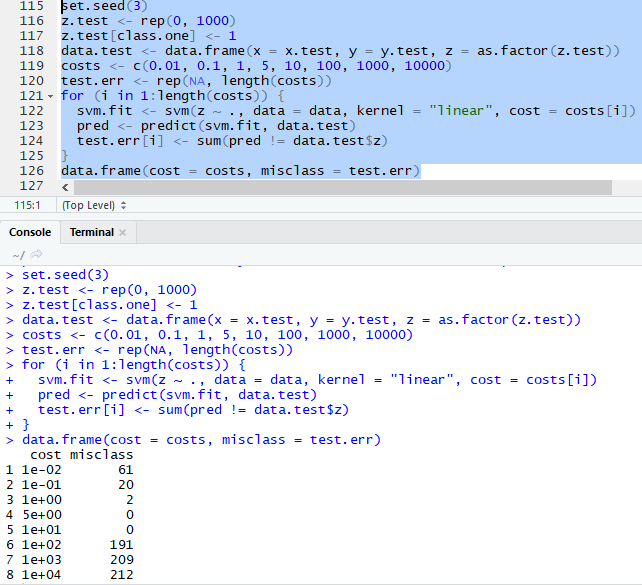 115 set.seed(3)
116 z.test <- rep(0, 1000)
117 z.test[class.one] <- 1
118 data.test <- data.frame(x = x.test, y = y.test, z = as.factor(z.test))
119 costs <- c(0.01, 0.1, 1, 5, 10, 100, 1000, 10000)
120 test.err <- rep(NA, length(costs))
121 for (i in 1:length(costs)) {
122 svm.fit <- svm(z ~ ., data = data, kernel = "linear", cost = costs[i])
123 pred <- predict(svm.fit, data.test)
124 test.err[i] <- sum(pred != data.test$z)
125 }
126 data.frame(cost = costs, misclass = test.err)
127
115:1 (Top Level)
Console Terminal
~/
> set.seed(3)
> z.test <- rep(0, 1000)
> z.test[class.one] <- 1
> data.test <- data.frame(x = x.test, y = y.test, z = as.factor(z.test))
> costs <- c(0.01, 0.1, 1, 5, 10, 100, 1000, 10000)
> test.err <- rep(NA, length(costs))
> for (i in 1:length(costs)) {
+ svm.fit <- svm(z ~ ., data = data, kernel = "linear", cost = costs[i])
+ pred <- predict(svm.fit, data.test)
+ test.err[i] <- sum(pred != data.test$z)
+ }
> data.frame(cost = costs, misclass = test.err)
cost misclass
1 1e-02 61
2 1e-01 20
3 1e+00 2
4 5e+00 0
5 1e+01 0
6 1e+02 191
7 1e+03 209
8 1e+04 212